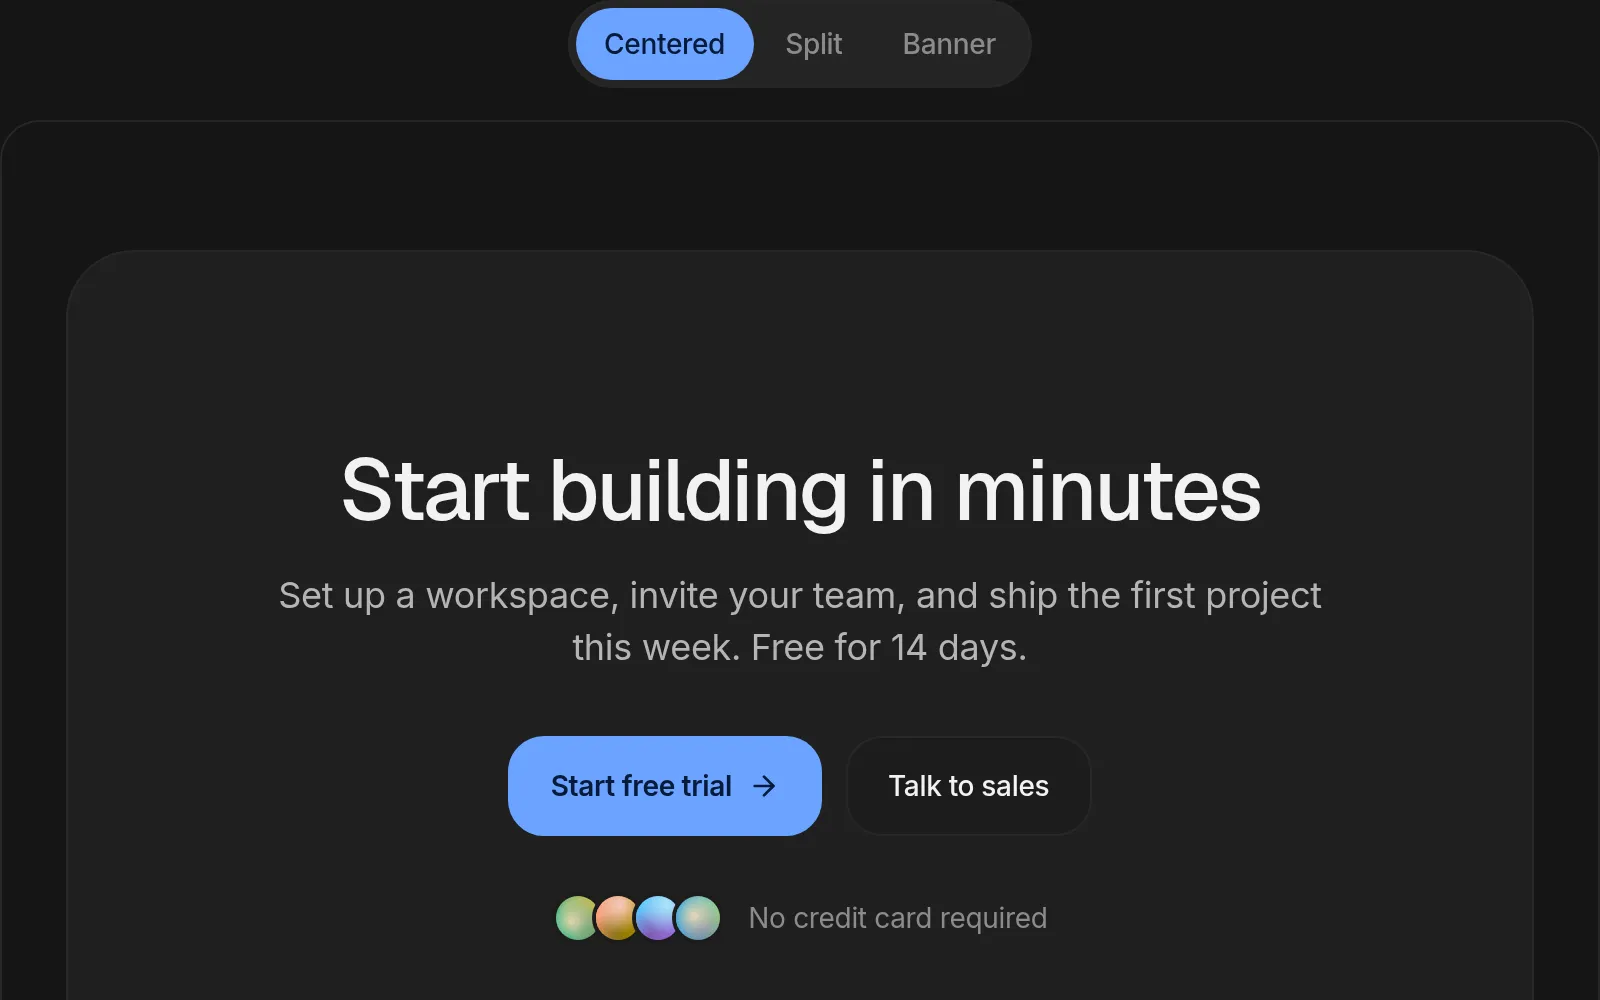 Centered Split Banner
Start building in minutes
Set up a workspace, invite your team, and ship the first project
this week. Free for 14 days.
Start free trial → Talk to sales
No credit card required